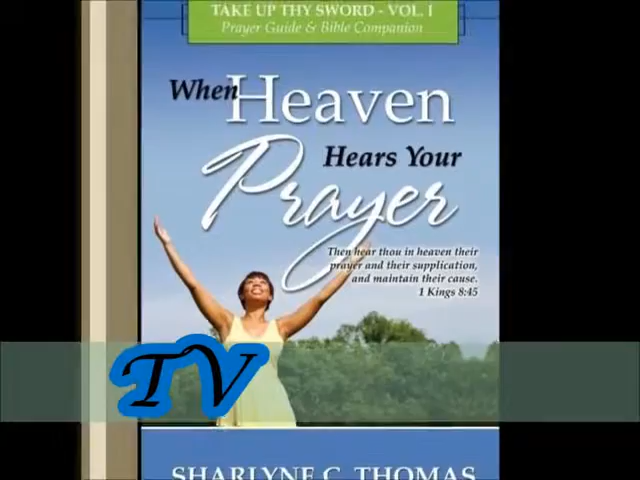 TAKE UP THY SWORD - VOL. I
Prayer Guide & Bible Companion
When Heaven
Hears Your
Prayer
Then hear thou in heaven their
prayer and their supplication,
and maintain their cause.
1 Kings 8:45
TV
SHARLYNE C. THOMAS